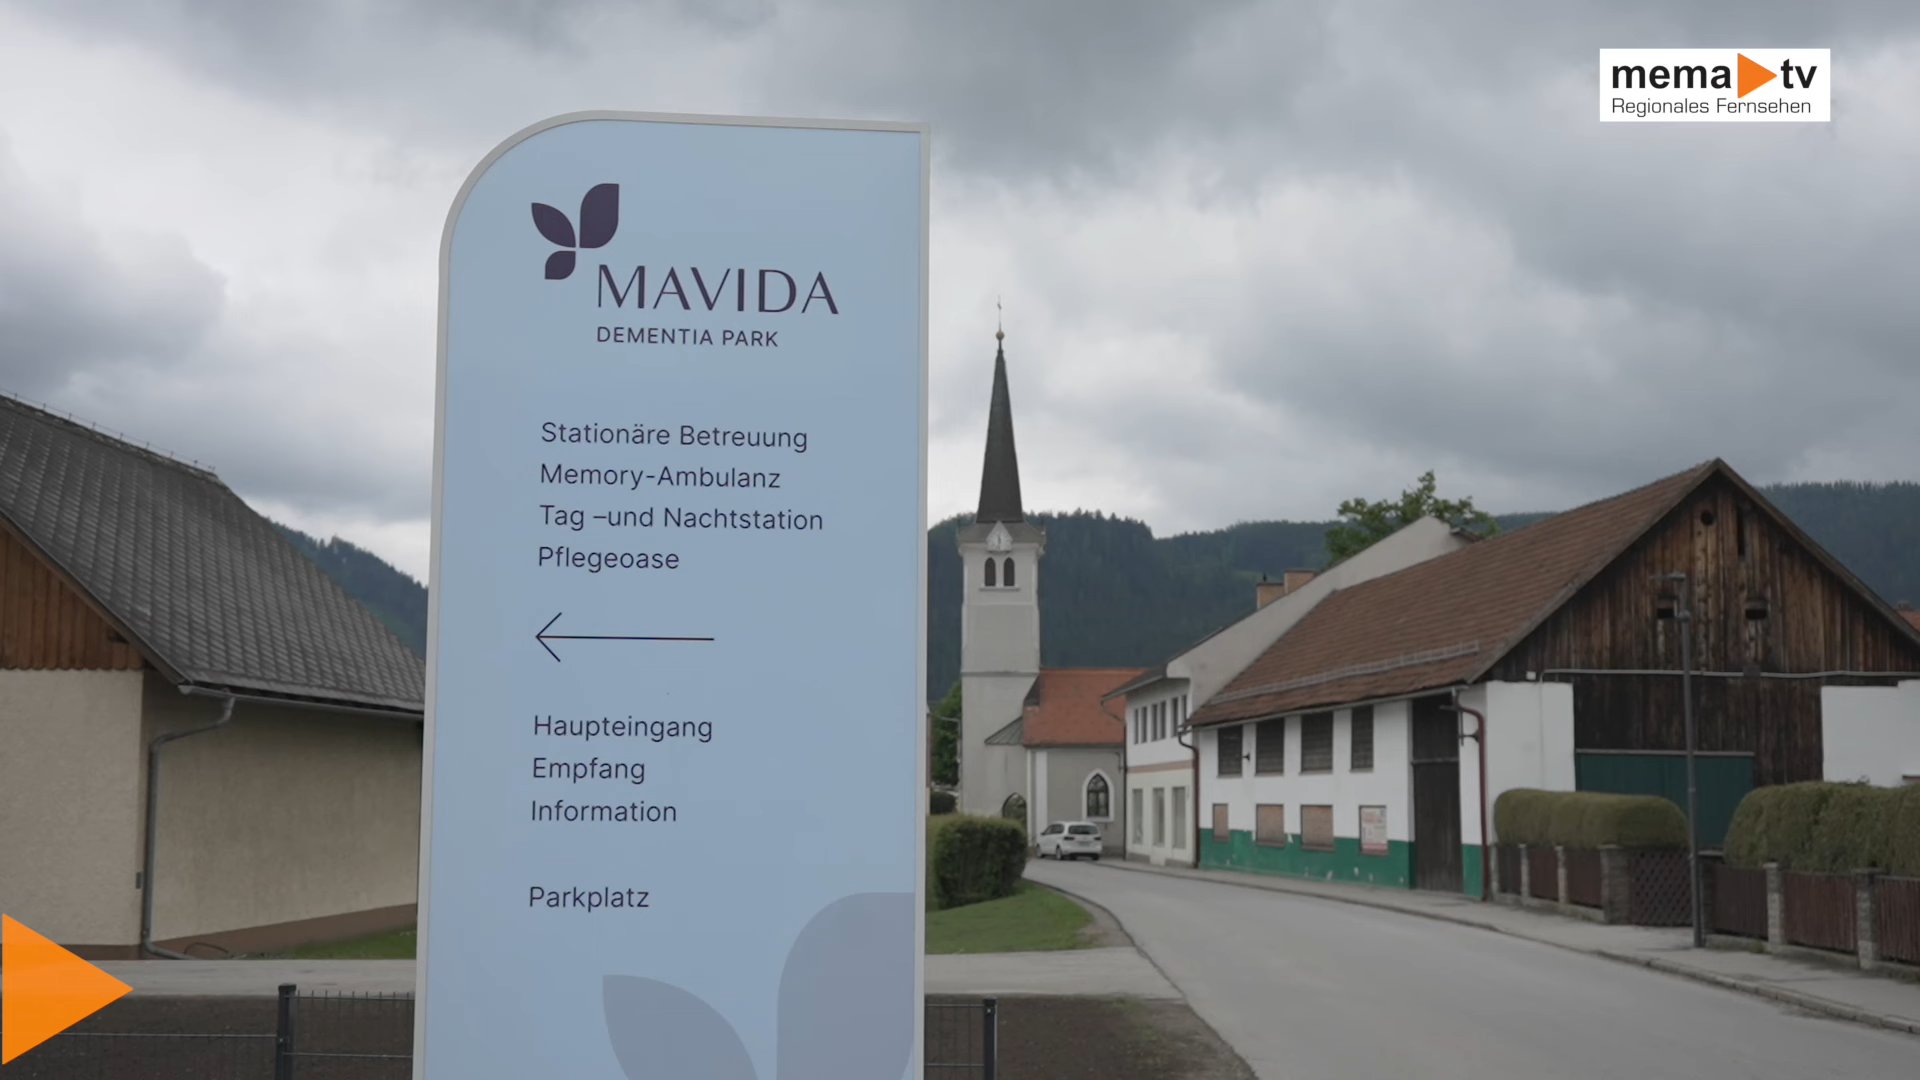 mema tv
Regionales Fernsehen
MAVIDA
DEMENTIA PARK
Stationäre Betreuung
Memory-Ambulanz
Tag –und Nachtstation
Pflegeoase
Haupteingang
Empfang
Information
Parkplatz